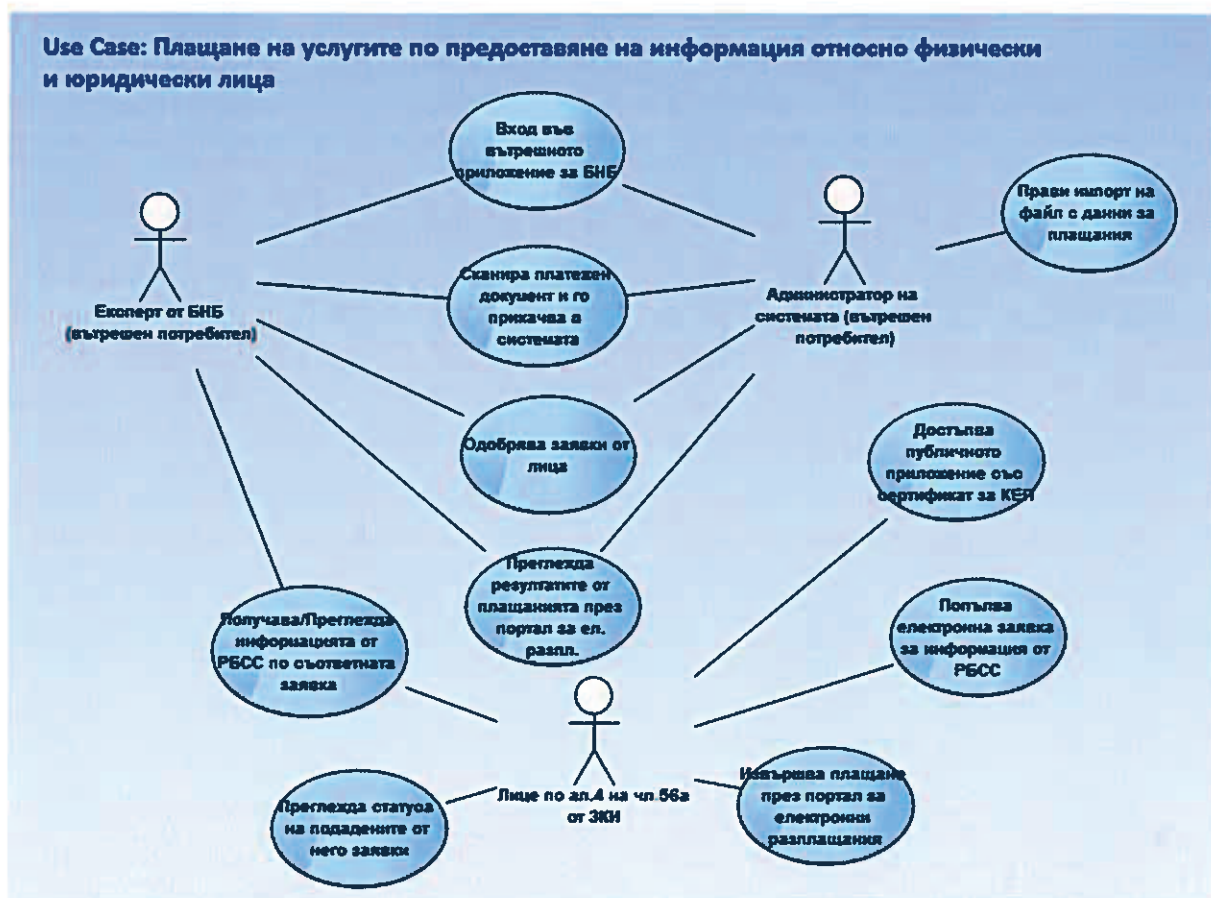 Use Case: Плащане на услугите по предоставяне на информация относно физически
и юридически лица
Вход във
вътрешното
приложение за БНБ
Прави импорт на
файл с данни за
плащания
Експерт от БНБ
(вътрешен потребител)
Сканира платежен
документ и го
прикачва в
системата
Администратор на
системата (вътрешен
потребител)
Одобрява заявки от
лица
Достъпва
публичното
приложение със
сертификат за КЕП
Преглежда
резултатите от
плащанията през
портал за ел.
разпл.
Получава/Преглежда
информацията от
РБСС по съответната
заявка
Попълва
електронна заявка
за информация от
РБСС
Лице по ал.4 на чл.56а
от ЗКИ
Преглежда статуса
на подадените от
него заявки
Извършва плащане
през портал за
електронни
разплащания